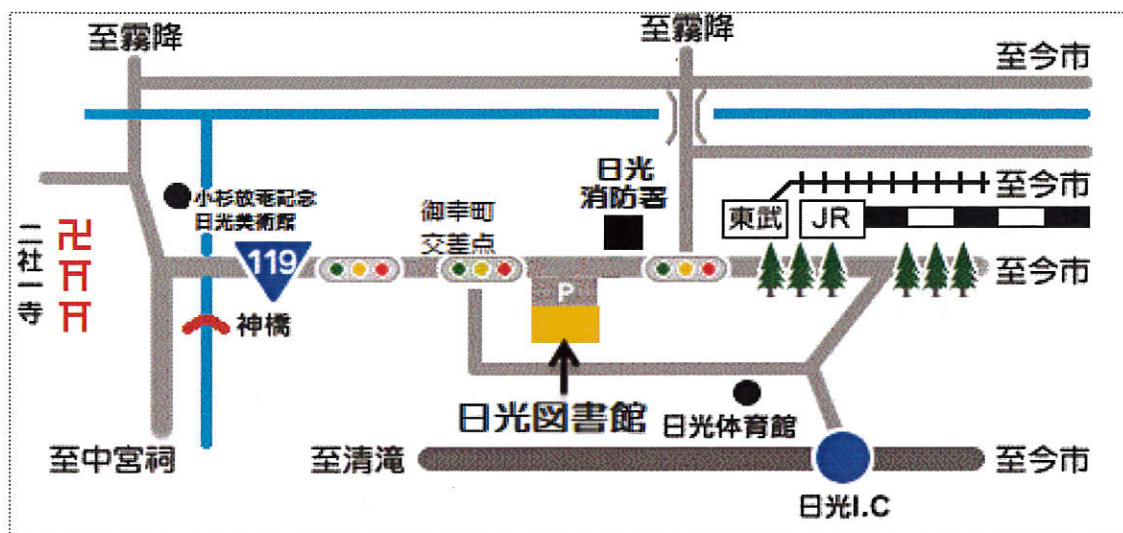 至霧降
至霧降
至今市
小杉放菴記念
日光美術館
日光
消防署
至今市
東武
JR
二社一寺
卍
119
御幸町
交差点
P
至今市
神橋
日光図書館
日光体育館
至中宮祠
至清滝
至今市
日光I.C